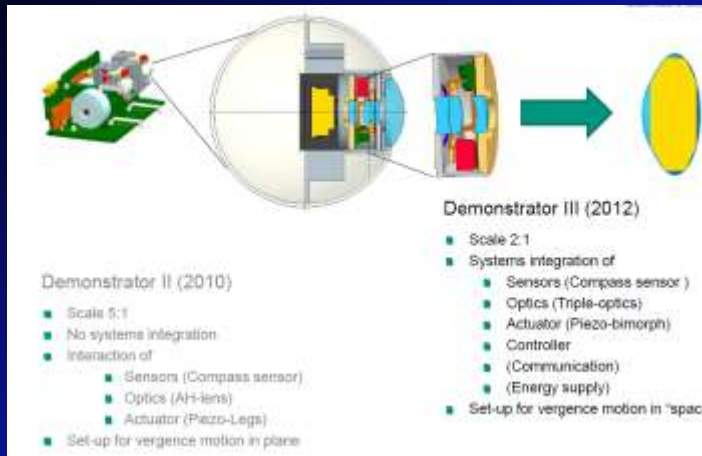 Demonstrator III (2012)
Scale 2:1
Systems integration of
Sensors (Compass sensor )
Optics (Triple-optics)
Actuator (Piezo-bimorph)
Controller
(Communication)
(Energy supply)
Set-up for vergence motion in "spac
Demonstrator II (2010)
Scale 5:1
No systems integration
Interaction of
Sensors (Compass sensor)
Optics (AH-lens)
Actuator (Piezo-Legs)
Set-up for vergence motion in plane